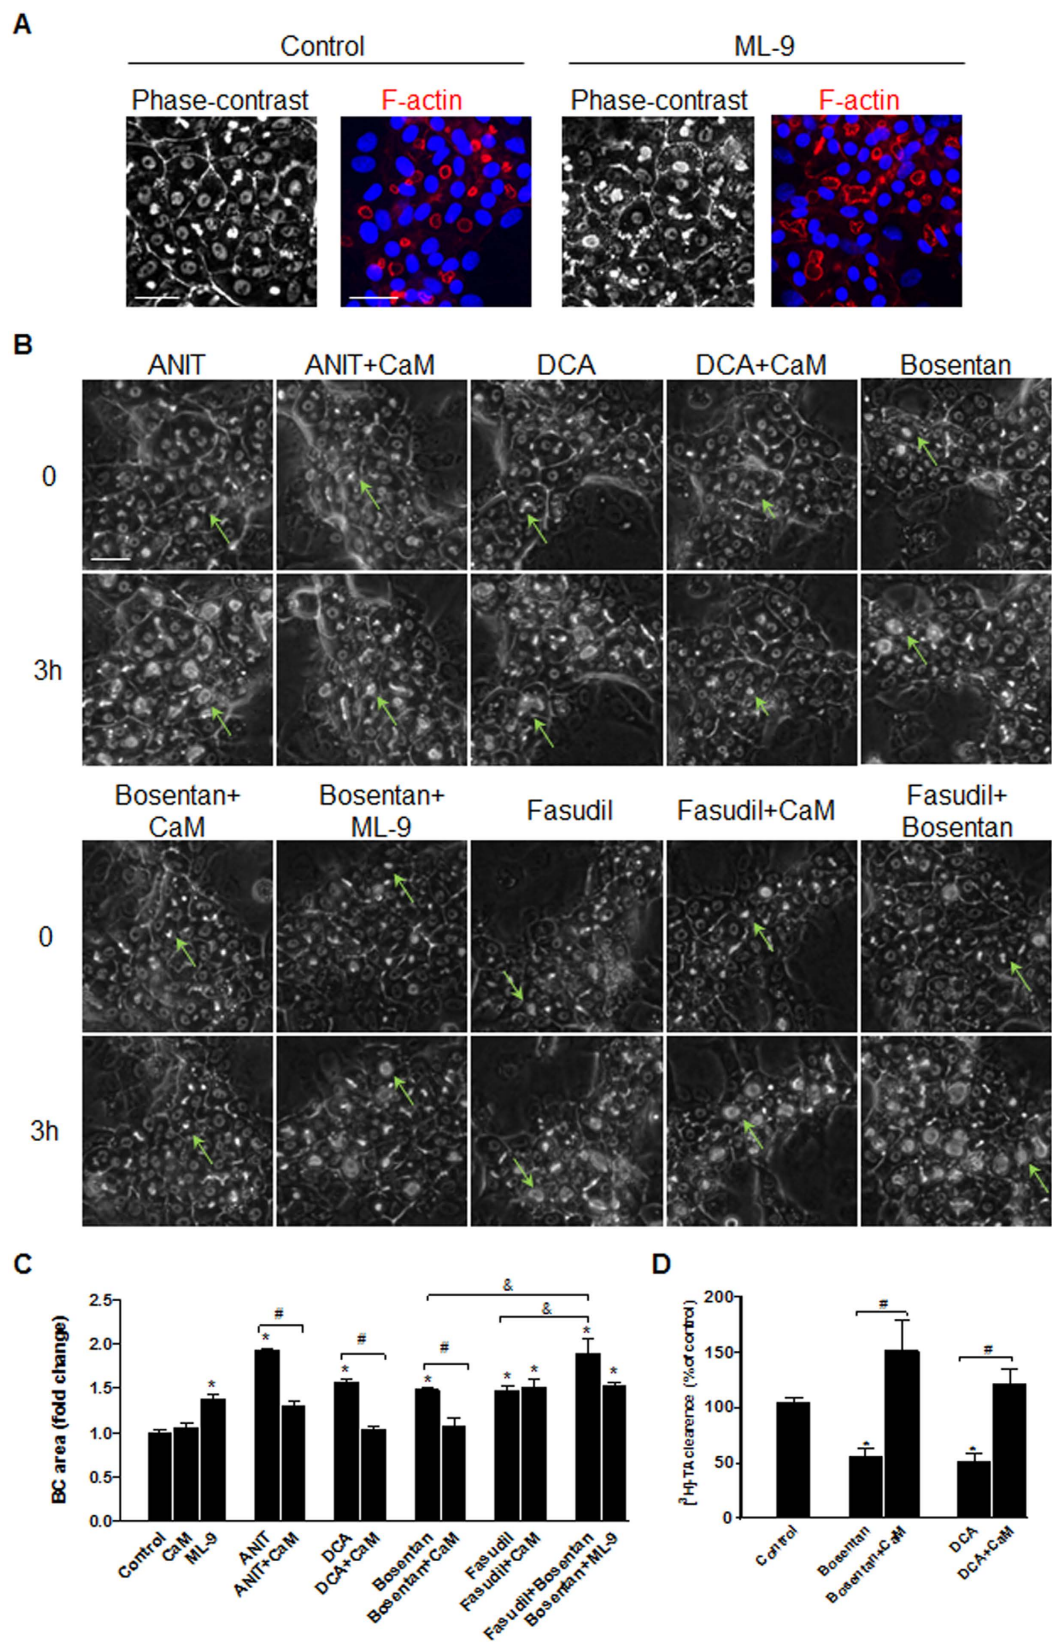 A
Control
ML-9
Phase-contrast
F-actin
Phase-contrast
F-actin
B
ANIT
ANIT+CaM
DCA
DCA+CaM
Bosentan
0
3h
Bosentan+
CaM
Bosentan+
ML-9
Fasudil
Fasudil+CaM
Fasudil+
Bosentan
0
3h
C
BC area (fold change)
2.5
2.0
1.5
1.0
0.5
0.0
*
*
#
*
#
*
#
*
*
*
*
&
&
Control
CaM
ML-9
ANIT
ANIT+CaM
DCA
DCA+CaM
Bosentan
Bosentan+CaM
Fasudil
Fasudil+CaM
Fasudil+Bosentan
Bosentan+ML-9
D
[³H]-TA clearence (% of control)
200
150
100
50
0
*
#
*
#
Control
Bosentan
Bosentan+CaM
DCA
DCA+CaM